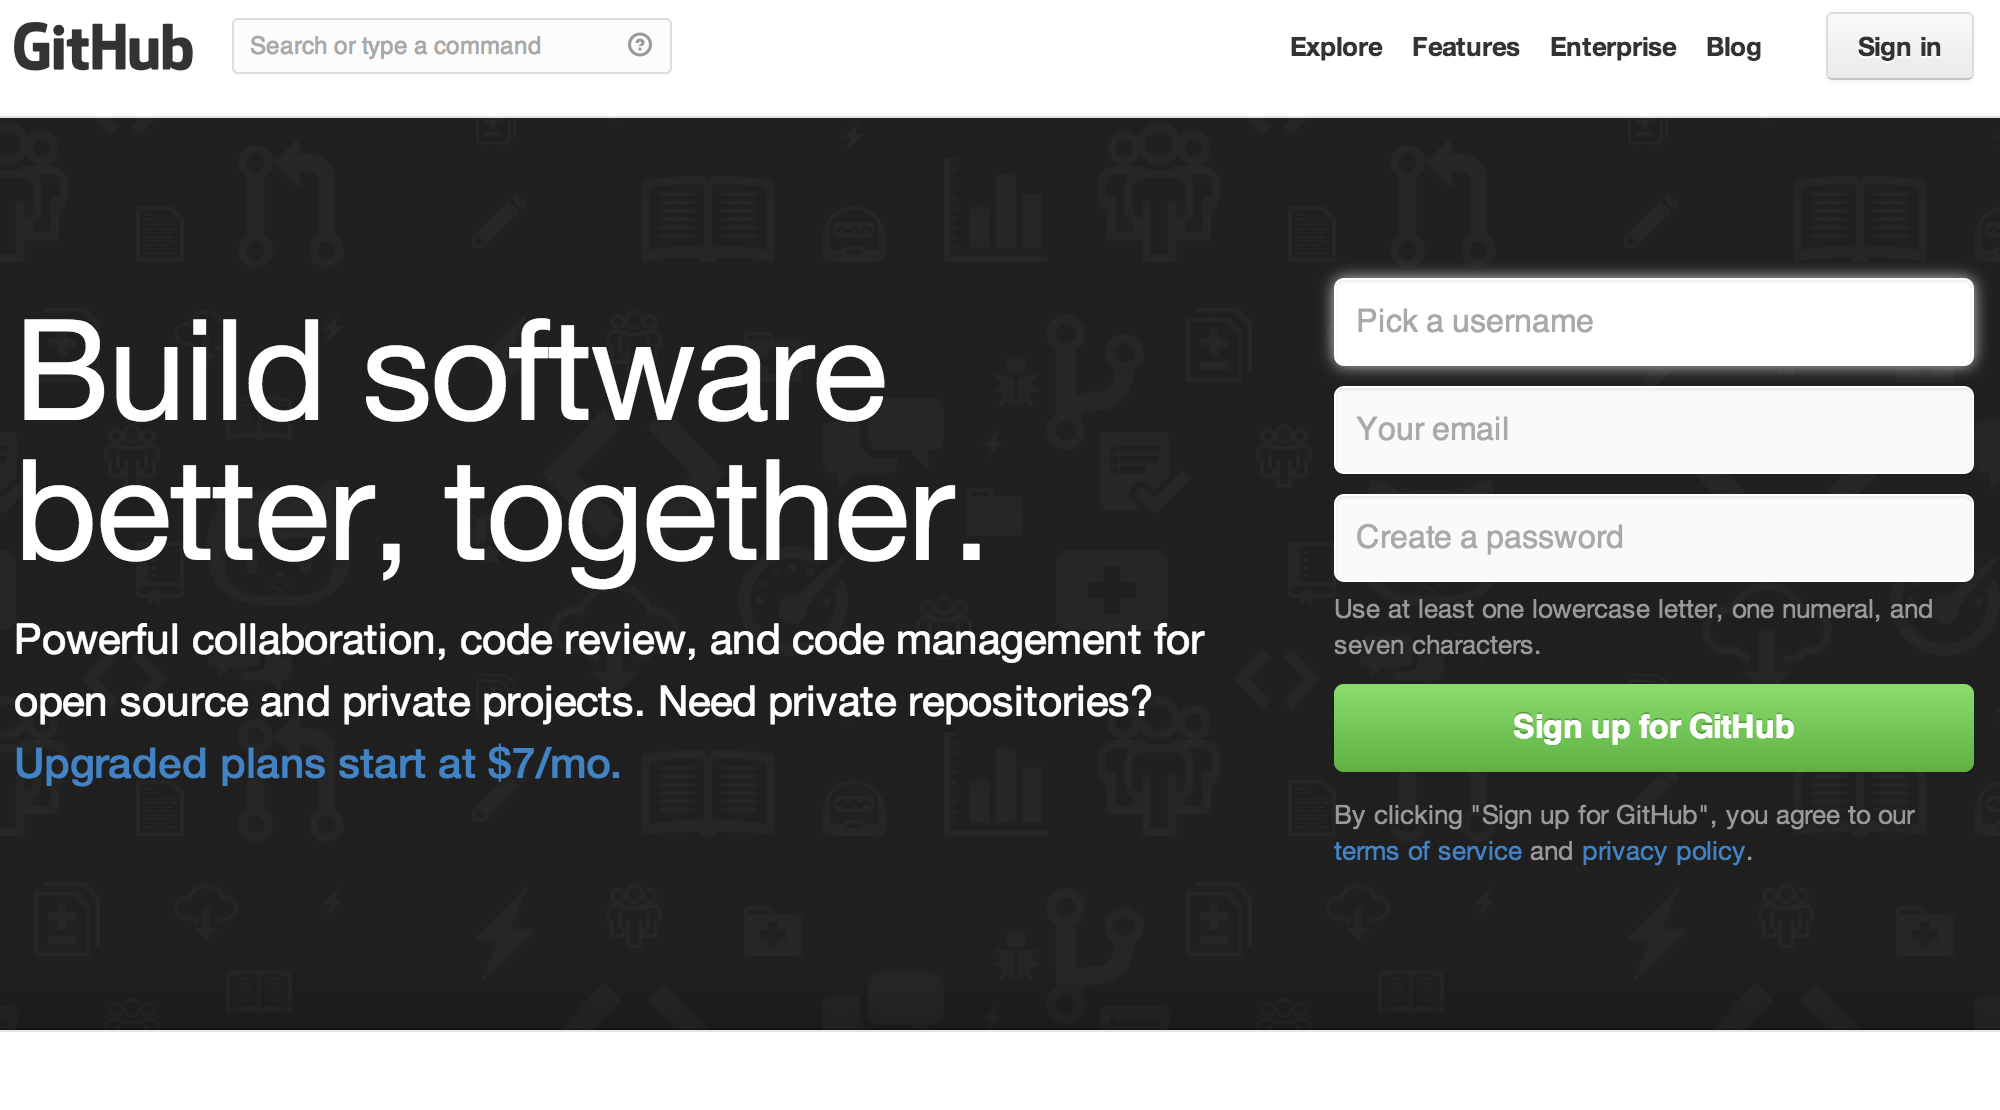 GitHub
Search or type a command
Explore
Features
Enterprise
Blog
Sign in
Build software
better, together.
Powerful collaboration, code review, and code management for
open source and private projects. Need private repositories?
Upgraded plans start at $7/mo.
Pick a username
Your email
Create a password
Use at least one lowercase letter, one numeral, and
seven characters.
Sign up for GitHub
By clicking "Sign up for GitHub", you agree to our
terms of service and privacy policy.